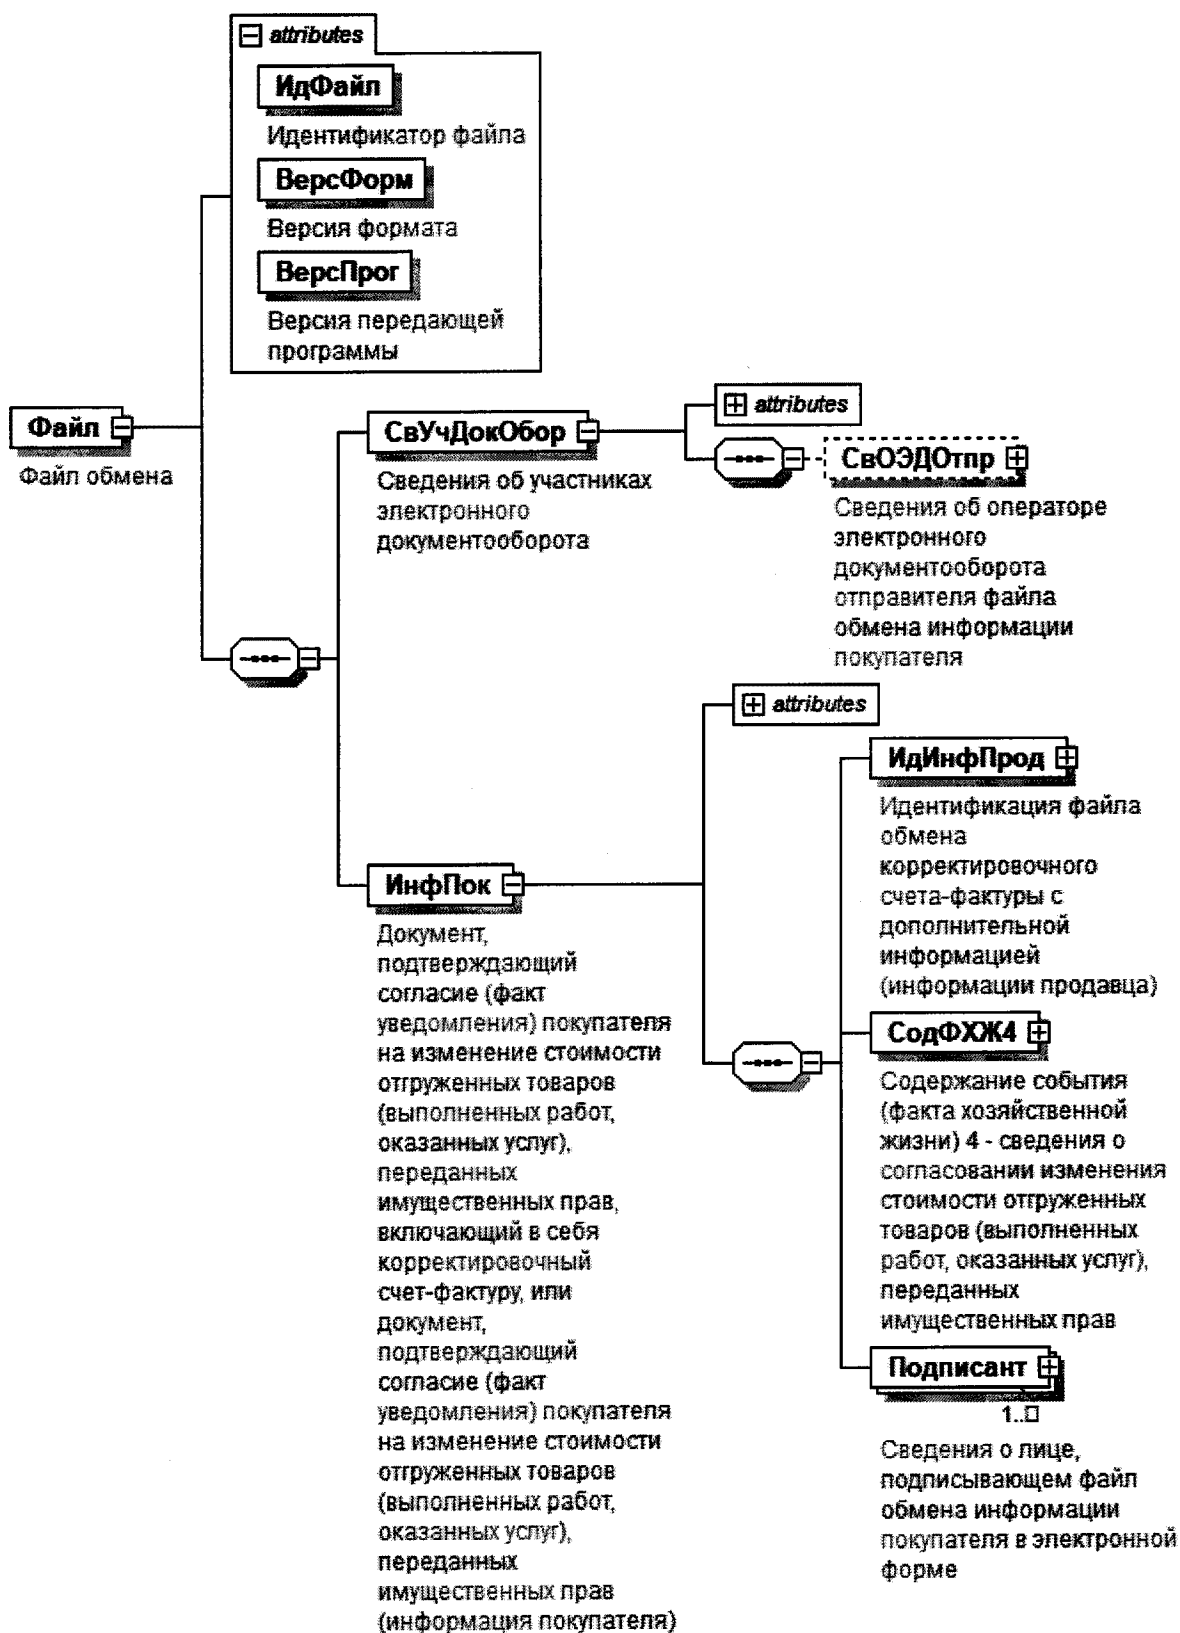 attributes
ИдФайл
Идентификатор файла
ВерсФорм
Версия формата
ВерсПрог
Версия передающей
программы
Файл
Файл обмена
СвУчДокОбор
Сведения об участниках
электронного
документооборота
attributes
СвОЭДОтпр
Сведения об операторе
электронного
документооборота
отправителя файла
обмена информации
покупателя
ИнфПок
Документ,
подтверждающий
согласие (факт
уведомления) покупателя
на изменение стоимости
отгруженных товаров
(выполненных работ,
оказанных услуг),
переданных
имущественных прав,
включающий в себя
корректировочный
счет-фактуру, или
документ,
подтверждающий
согласие (факт
уведомления) покупателя
на изменение стоимости
отгруженных товаров
(выполненных работ,
оказанных услуг),
переданных
имущественных прав
(информация покупателя)
attributes
ИдИнфПрод
Идентификация файла
обмена
корректировочного
счета-фактуры с
дополнительной
информацией
(информации продавца)
СодФХЖ4
Содержание события
(факта хозяйственной
жизни) 4 - сведения о
согласовании изменения
стоимости отгруженных
товаров (выполненных
работ, оказанных услуг),
переданных
имущественных прав
Подписант
1..□
Сведения о лице,
подписывающем файл
обмена информации
покупателя в электронной
форме